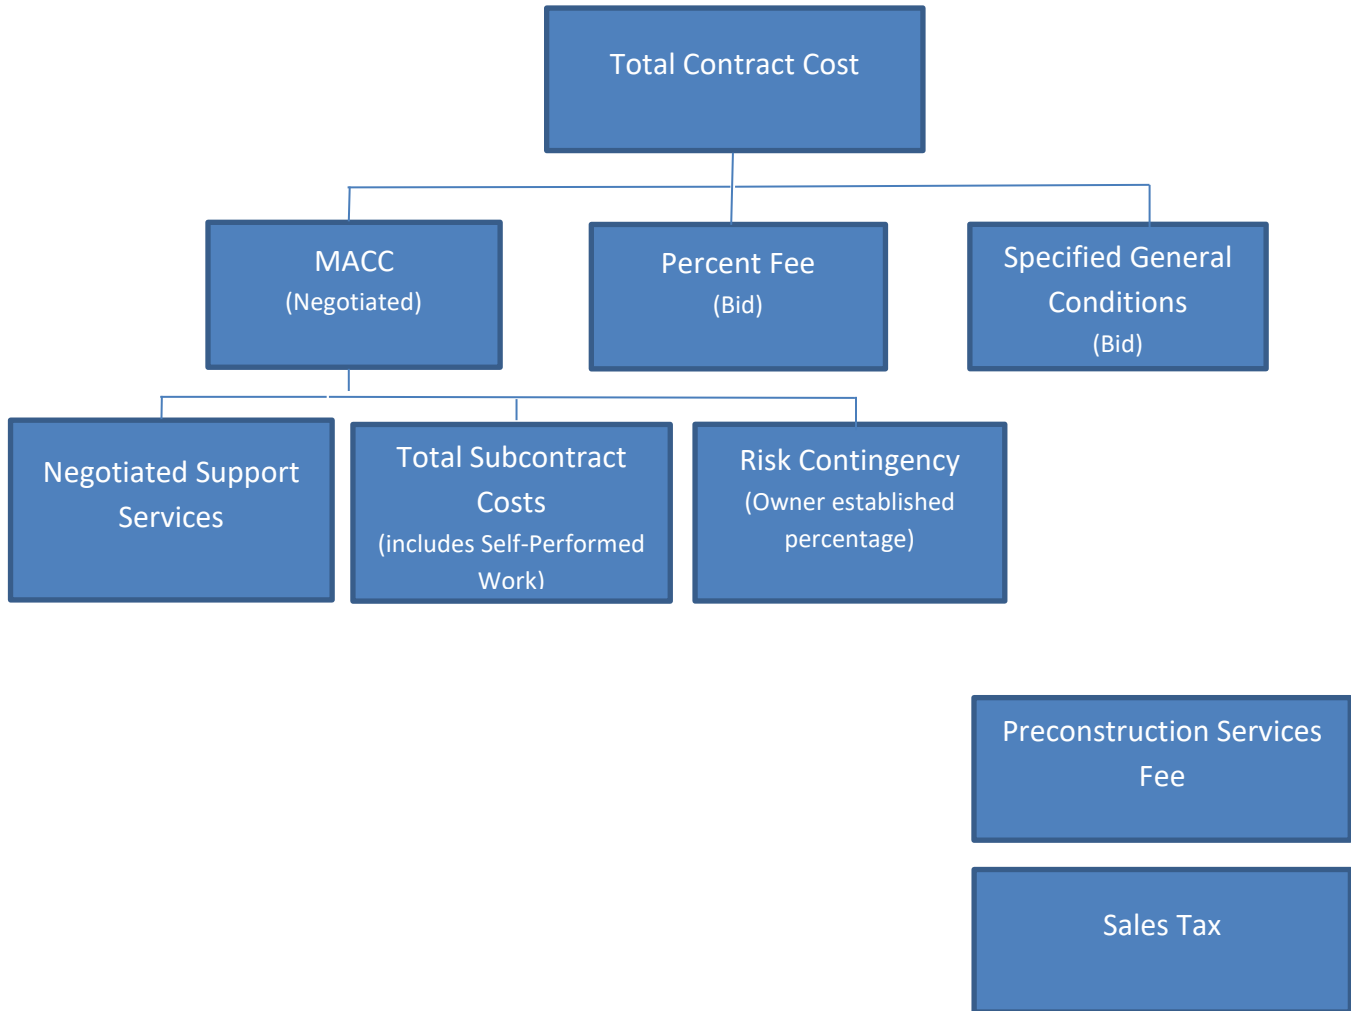 Total Contract Cost
MACC
(Negotiated)
Percent Fee
(Bid)
Specified General
Conditions
(Bid)
Negotiated Support
Services
Total Subcontract
Costs
(includes Self-Performed
Work)
Risk Contingency
(Owner established
percentage)
Preconstruction Services
Fee
Sales Tax